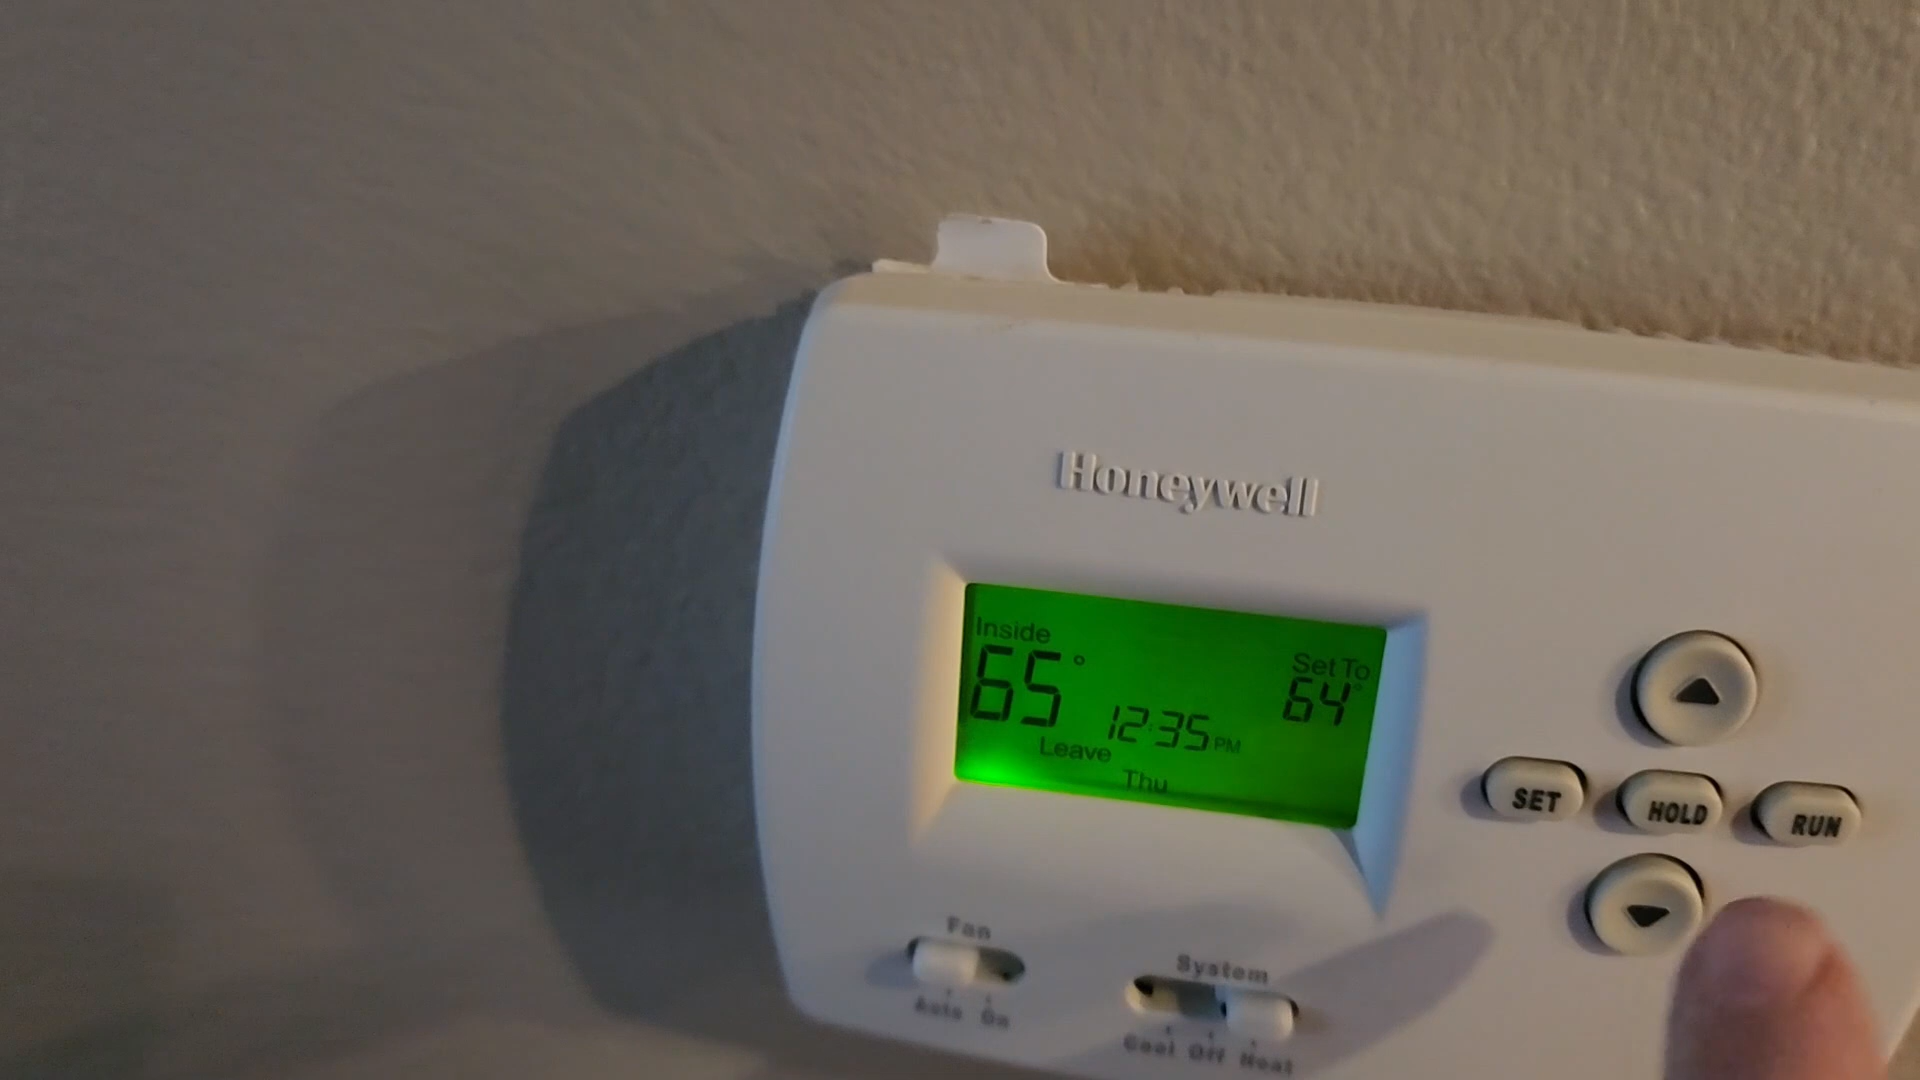 Honeywell
Inside
65°
Set To
64°
12:35 PM
Leave
Thu
SET
HOLD
RUN
Fan
Auto On
System
Cool Off Heat